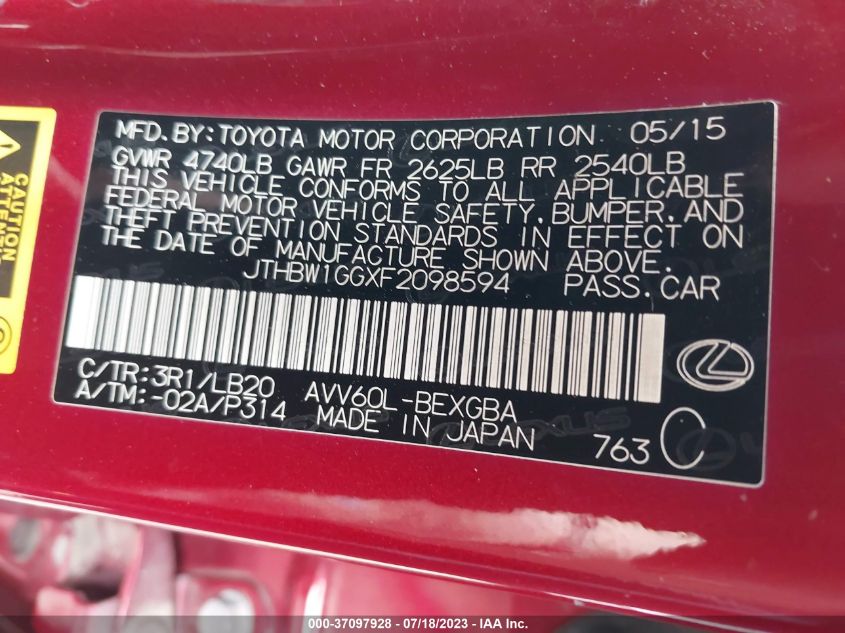 MFD. BY: TOYOTA MOTOR CORPORATION 05/15
GVWR 4740LB GAWR FR 2625LB RR 2540LB
THIS VEHICLE CONFORMS TO ALL APPLICABLE
FEDERAL MOTOR VEHICLE SAFETY, BUMPER, AND
THEFT PREVENTION STANDARDS IN EFFECT ON
THE DATE OF MANUFACTURE SHOWN ABOVE.
JTHBW1GGXF2098594 PASS. CAR
C/TR: 3R1/LB20 AVV60L-BEXGBA
A/TM: -02A/P314 MADE IN JAPAN 763 C
CAUTION
000-37097928 - 07/18/2023 - USA - IAA Inc.